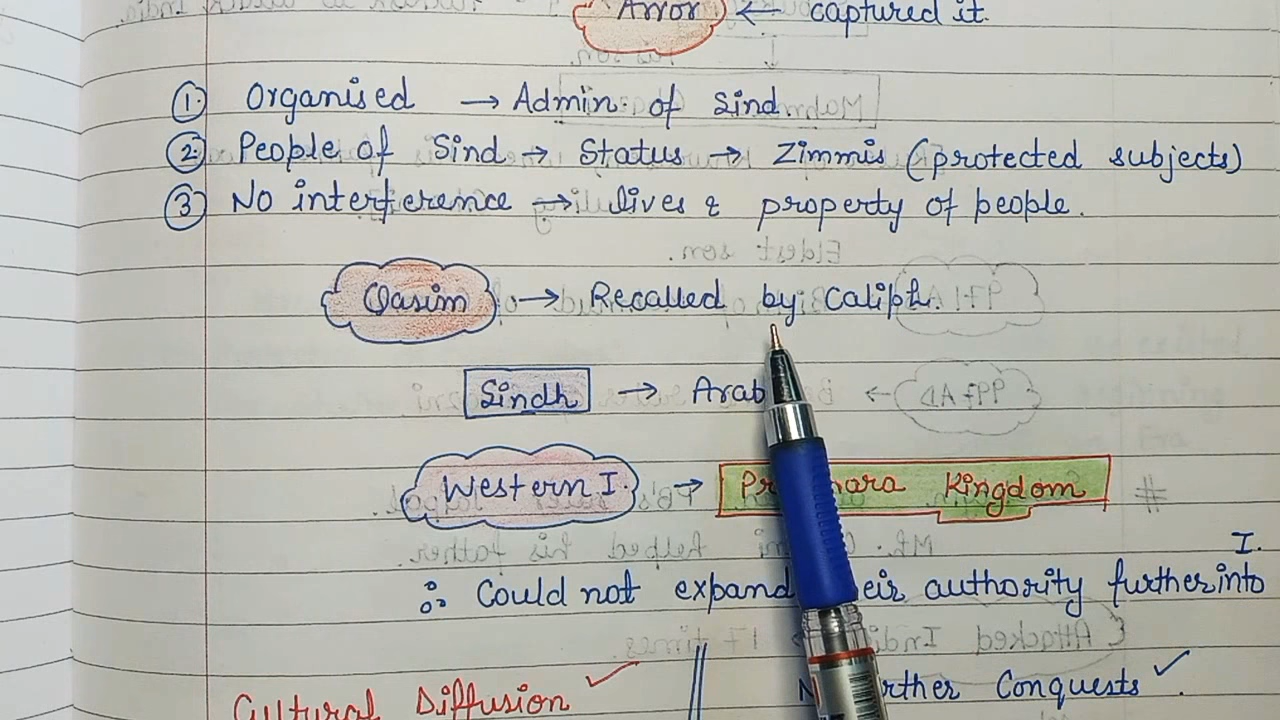 Arror ← captured it.
① Organised → Admin. of Sind.
② People of Sind → Status → Zimmis (protected subjects)
③ No interference → lives & property of people.
Qasim → Recalled by Caliph.
Sindh → Arab
Western I. → Kingdom
I.
∴ Could not expand authority further into
Cultural Diffusion ✓ || Conquests ✓.